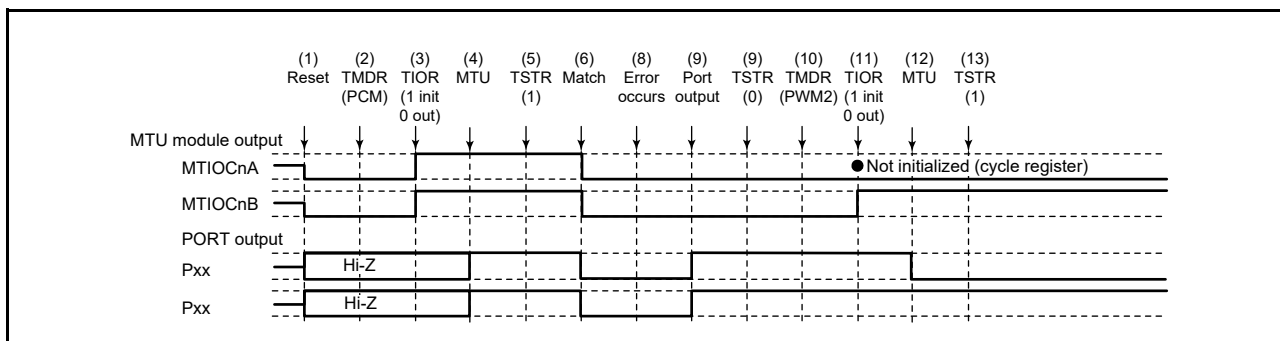 (1) (2) (3) (4) (5) (6) (8) (9) (9) (10) (11) (12) (13)
Reset TMDR TIOR MTU TSTR Match Error Port TSTR TMDR TIOR MTU TSTR
(PCM) (1 init (1) occurs output (0) (PWM2) (1 init (1)
0 out) 0 out)
MTU module output
MTIOCnA ● Not initialized (cycle register)
MTIOCnB
PORT output
Pxx Hi-Z
Pxx Hi-Z